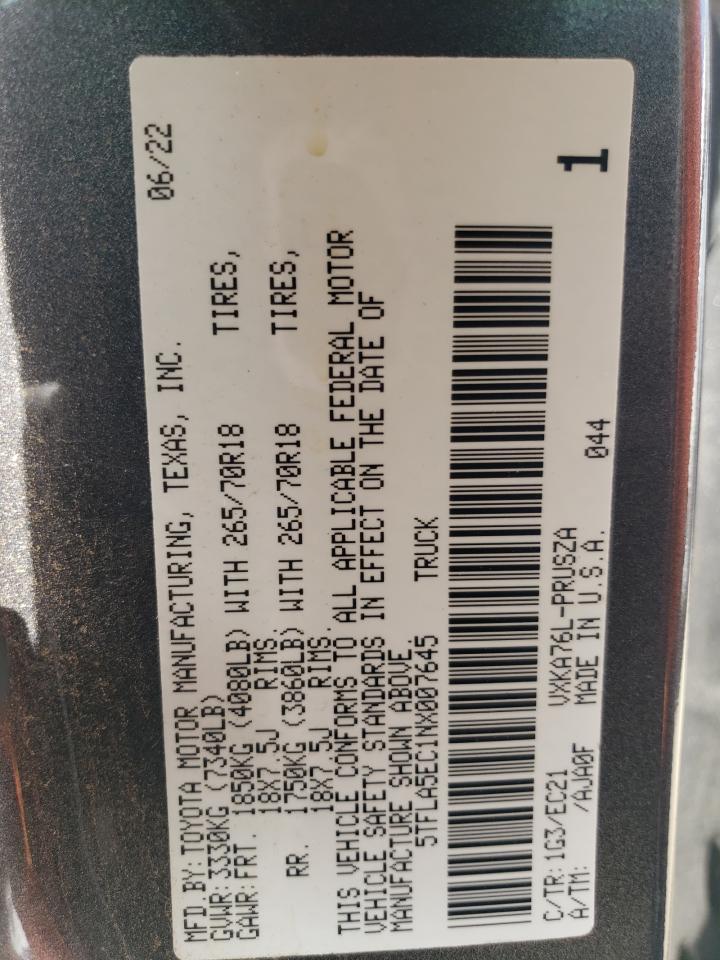 06/22
MFD.BY:TOYOTA MOTOR MANUFACTURING, TEXAS, INC.
GVWR:3330KG (7340LB)
GAWR:FRT. 1850KG (4080LB) WITH 265/70R18 TIRES,
18X7.5J RIMS.
RR. 1750KG (3860LB) WITH 265/70R18 TIRES,
18X7.5J RIMS
THIS VEHICLE CONFORMS TO ALL APPLICABLE FEDERAL MOTOR
VEHICLE SAFETY STANDARDS IN EFFECT ON THE DATE OF
MANUFACTURE SHOWN ABOVE.
5TFLA5EC1NX007645 TRUCK
1
C/TR:1G3/EC21 VXKA76L-PRUSZA 044
A/TM: /AJA0F MADE IN U.S.A.